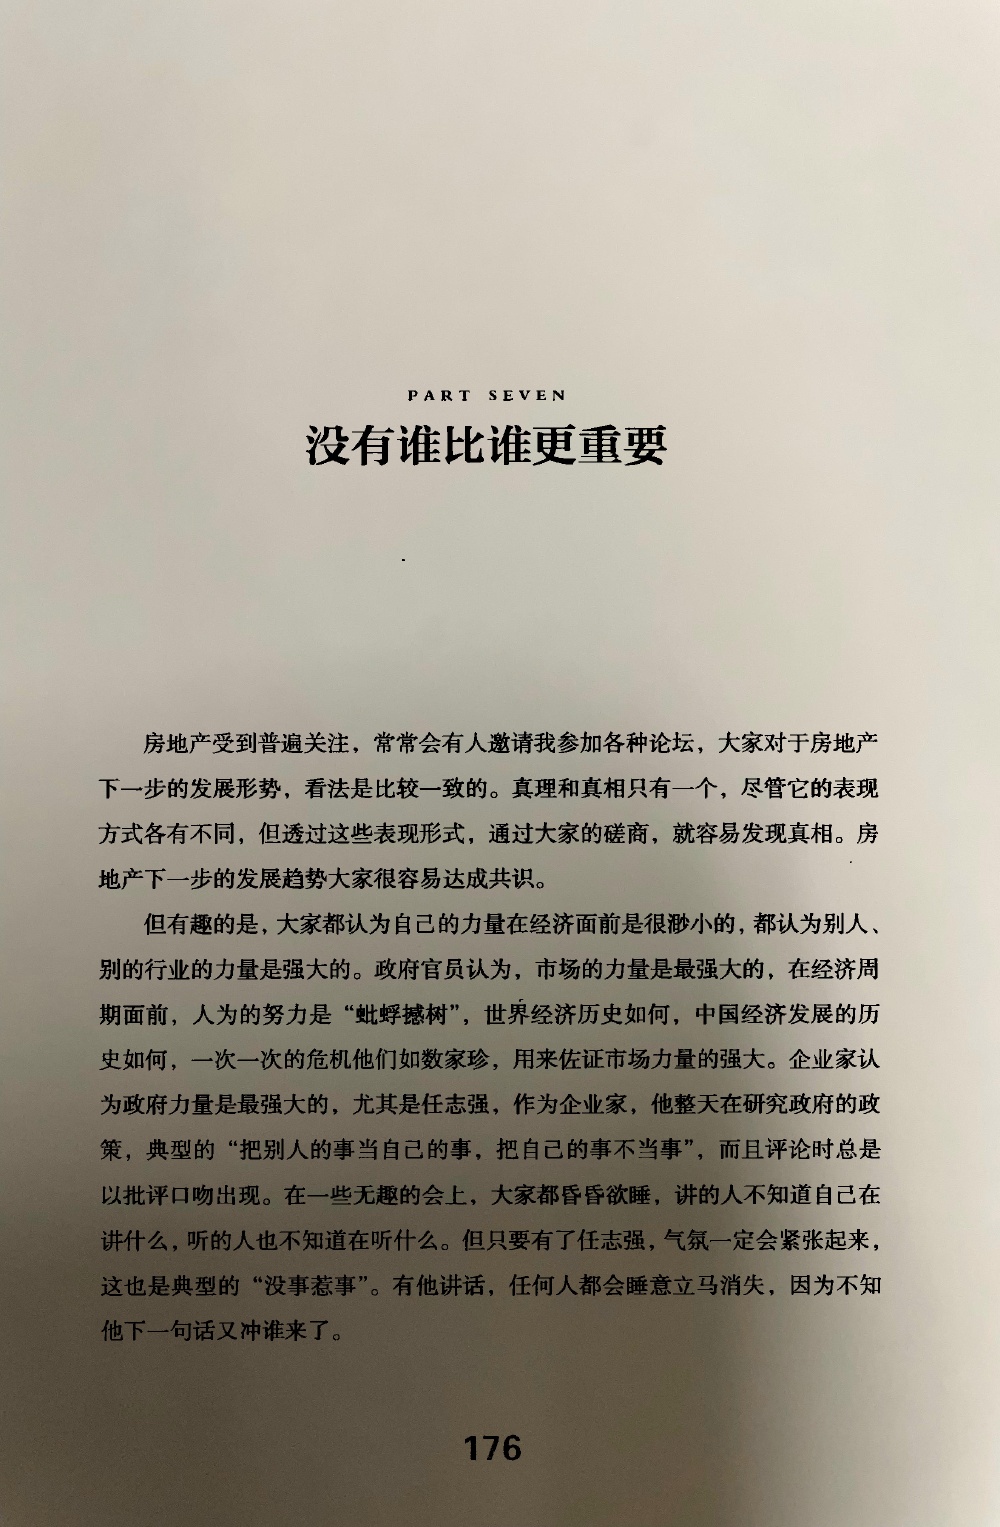 PART SEVEN
没有谁比谁更重要
房地产受到普遍关注，常常会有人邀请我参加各种论坛，大家对于房地产
下一步的发展形势，看法是比较一致的。真理和真相只有一个，尽管它的表现
方式各有不同，但透过这些表现形式，通过大家的磋商，就容易发现真相。房
地产下一步的发展趋势大家很容易达成共识。
但有趣的是，大家都认为自己的力量在经济面前是很渺小的，都认为别人、
别的行业的力量是强大的。政府官员认为，市场的力量是最强大的，在经济周
期面前，人为的努力是“蚍蜉撼树”，世界经济历史如何，中国经济发展的历
史如何，一次一次的危机他们如数家珍，用来佐证市场力量的强大。企业家认
为政府力量是最强大的，尤其是任志强，作为企业家，他整天在研究政府的政
策，典型的“把别人的事当自己的事，把自己的事不当事”，而且评论时总是
以批评口吻出现。在一些无趣的会上，大家都昏昏欲睡，讲的人不知道自己在
讲什么，听的人也不知道在听什么。但只要有了任志强，气氛一定会紧张起来，
这也是典型的“没事惹事”。有他讲话，任何人都会睡意立马消失，因为不知
他下一句话又冲谁来了。
176